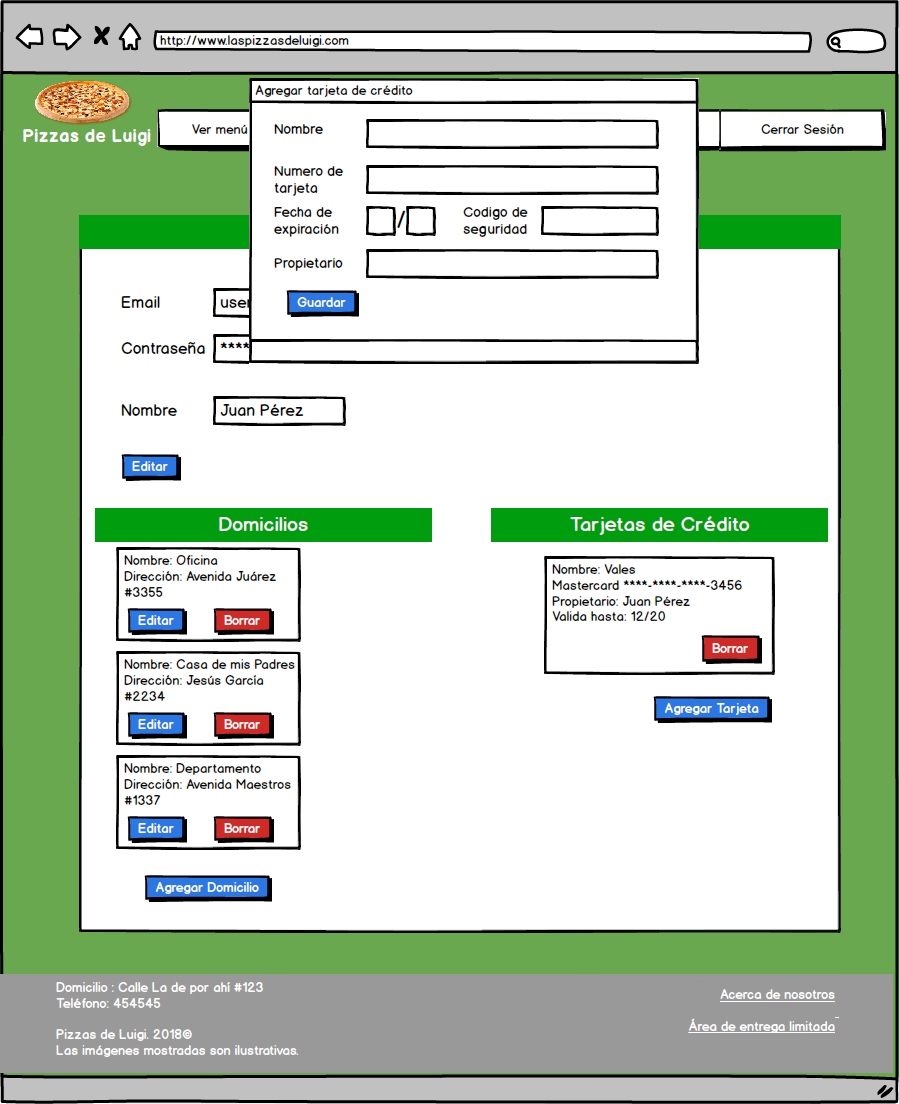 http://www.laspizzasdeluigi.com
Agregar tarjeta de crédito
Pizzas de Luigi
Ver menú
Cerrar Sesión
Nombre
Numero de
tarjeta
Fecha de
expiración
/
Codigo de
seguridad
Propietario
Guardar
Email
user
Contraseña
****
Nombre
Juan Pérez
Editar
Domicilios
Nombre: Oficina
Dirección: Avenida Juárez
#3355
Editar
Borrar
Nombre: Casa de mis Padres
Dirección: Jesús García
#2234
Editar
Borrar
Nombre: Departamento
Dirección: Avenida Maestros
#1337
Editar
Borrar
Agregar Domicilio
Tarjetas de Crédito
Nombre: Vales
Mastercard ****-****-****-3456
Propietario: Juan Pérez
Valida hasta: 12/20
Borrar
Agregar Tarjeta
Domicilio : Calle La de por ahí #123
Teléfono: 454545
Pizzas de Luigi. 2018©
Las imágenes mostradas son ilustrativas.
Acerca de nosotros
Área de entrega limitada